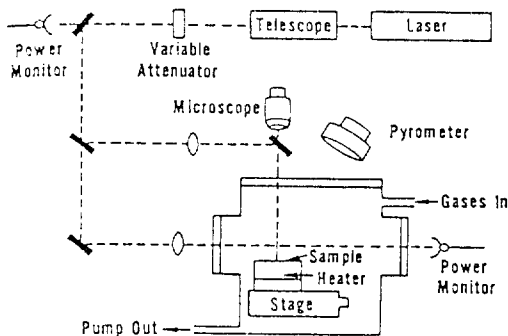 Power
Monitor
Variable
Attenuator
Telescope
Laser
Microscope
Pyrometer
Gases In
Sample
Heater
Stage
Power
Monitor
Pump Out